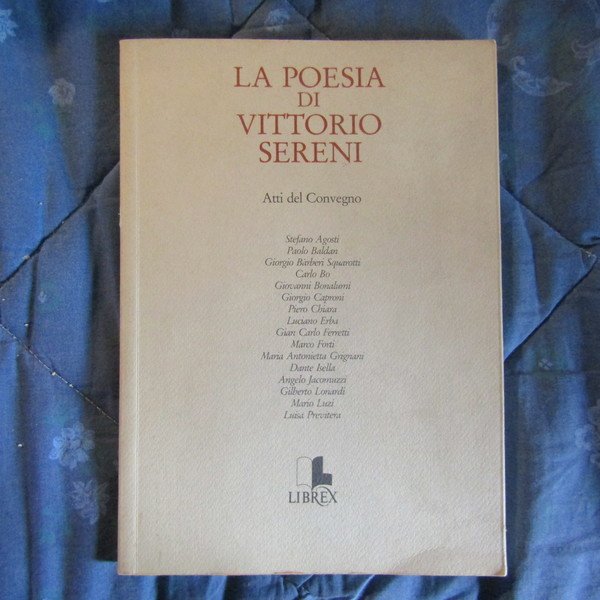 LA POESIA
DI
VITTORIO
SERENI
Atti del Convegno
Stefano Agosti
Paolo Baldan
Giorgio Bàrberi Squarotti
Carlo Bo
Giovanni Bonalumi
Giorgio Caproni
Piero Chiara
Luciano Erba
Gian Carlo Ferretti
Marco Forti
Maria Antonietta Grignani
Dante Isella
Angelo Jacomuzzi
Gilberto Lonardi
Mario Luzi
Luisa Previtera
LIBREX